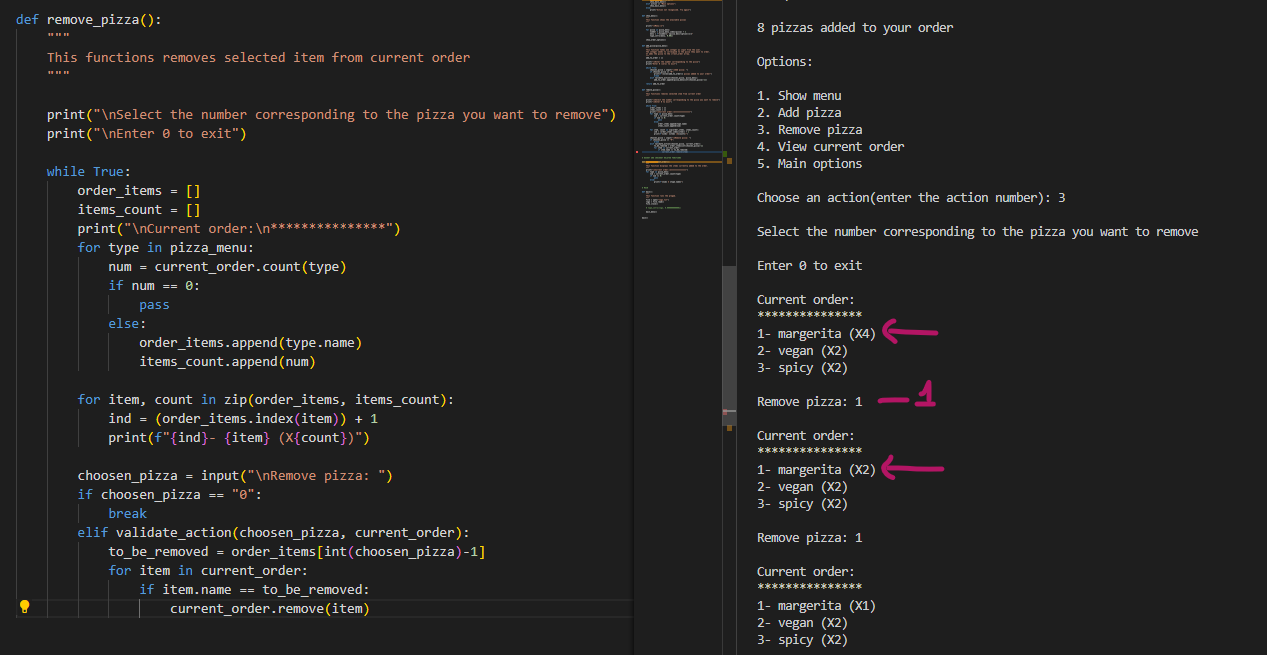 def remove_pizza():
"""
This functions removes selected item from current order
"""
print("\nSelect the number corresponding to the pizza you want to remove")
print("\nEnter 0 to exit")
while True:
order_items = []
items_count = []
print("\nCurrent order:\n***************")
for type in pizza_menu:
num = current_order.count(type)
if num == 0:
pass
else:
order_items.append(type.name)
items_count.append(num)
for item, count in zip(order_items, items_count):
ind = (order_items.index(item)) + 1
print(f"{ind}- {item} (X{count})")
choosen_pizza = input("\nRemove pizza: ")
if choosen_pizza == "0":
break
elif validate_action(choosen_pizza, current_order):
to_be_removed = order_items[int(choosen_pizza)-1]
for item in current_order:
if item.name == to_be_removed:
current_order.remove(item)
8 pizzas added to your order
Options:
1. Show menu
2. Add pizza
3. Remove pizza
4. View current order
5. Main options
Choose an action(enter the action number): 3
Select the number corresponding to the pizza you want to remove
Enter 0 to exit
Current order:
***************
1- margerita (X4)
2- vegan (X2)
3- spicy (X2)
Remove pizza: 1 — 1
Current order:
***************
1- margerita (X2)
2- vegan (X2)
3- spicy (X2)
Remove pizza: 1
Current order:
***************
1- margerita (X1)
2- vegan (X2)
3- spicy (X2)